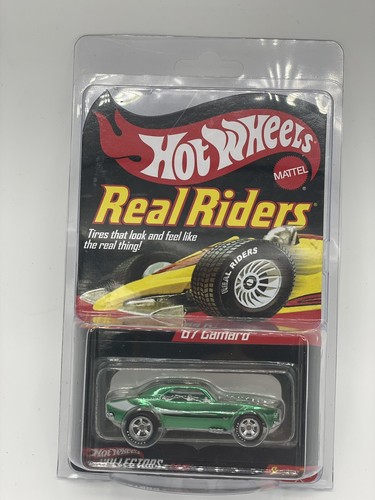 Hot Wheels
MATTEL
Real Riders
Tires that look and feel like
the real thing!
REAL RIDERS
67 Camaro
Hot Wheels
COLLECTORS